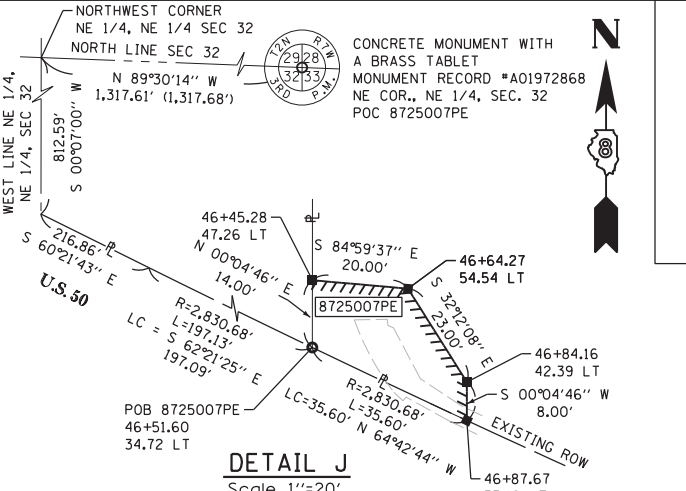 NORTHWEST CORNER
NE 1/4, NE 1/4 SEC 32
NORTH LINE SEC 32
N 89°30'14'' W
1,317.61' (1,317.68')
T2N R7W
29 28
32 33
3RD P.M.
CONCRETE MONUMENT WITH
A BRASS TABLET
MONUMENT RECORD #A01972868
NE COR., NE 1/4, SEC. 32
POC 8725007PE
N
8
WEST LINE NE 1/4,
NE 1/4, SEC 32
812.59'
S 00°07'00'' W
216.86'
S 60°21'43'' E
U.S. 50
46+45.28
47.26 LT
N 00°04'46'' E
14.00'
S 84°59'37'' E
20.00'
46+64.27
54.54 LT
8725007PE
S 32°12'08'' E
23.00'
R=2,830.68'
L=197.13'
LC = S 62°21'25'' E
197.09'
46+84.16
42.39 LT
S 00°04'46'' W
8.00'
R=2,830.68'
L=35.60'
LC=35.60' N 64°42'44'' W
EXISTING ROW
POB 8725007PE
46+51.60
34.72 LT
46+87.67
DETAIL J
Scale 1''=20'